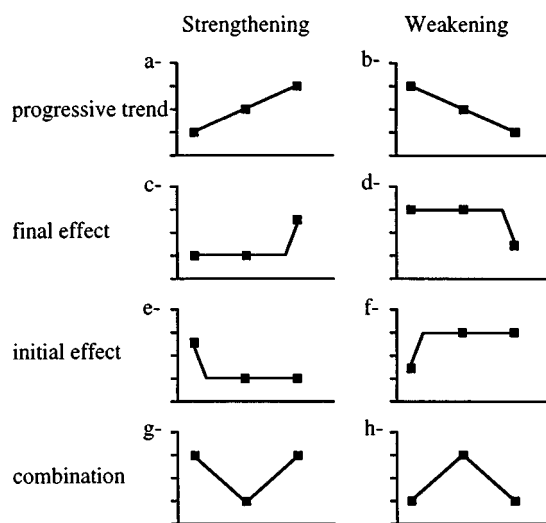 Strengthening Weakening
a- b-
progressive trend
c- d-
final effect
e- f-
initial effect
g- h-
combination